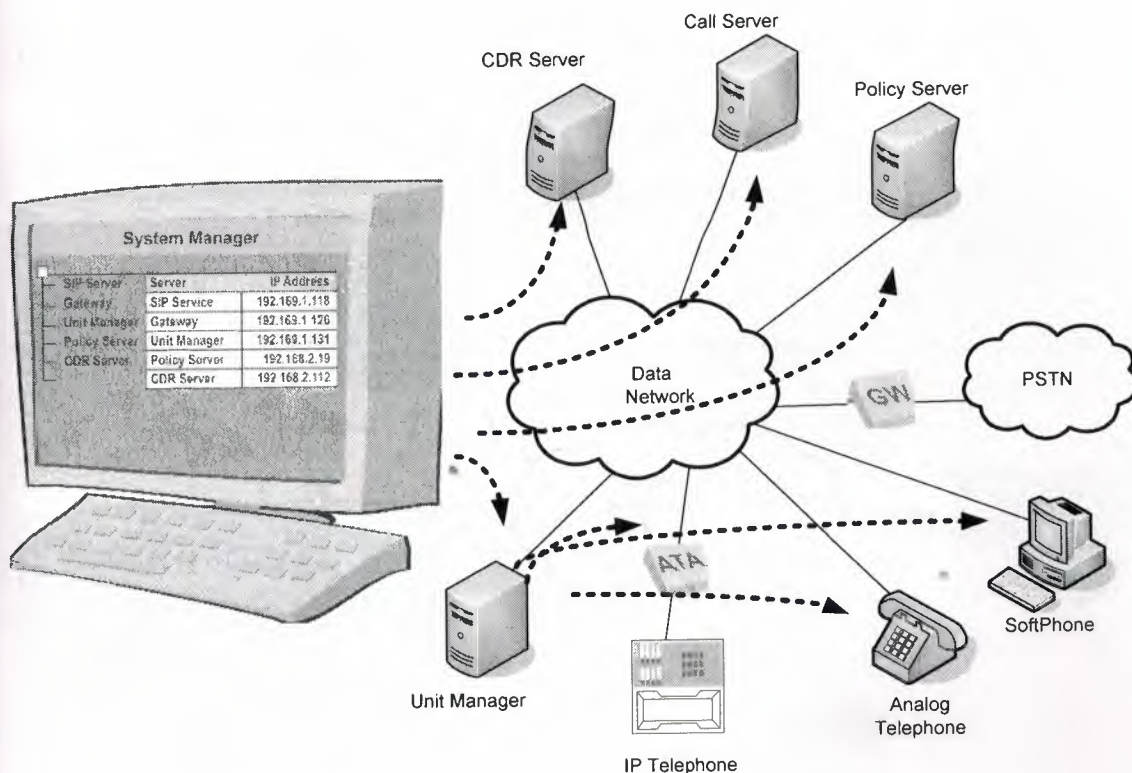 Call Server
CDR Server
Policy Server
System Manager
SIP Server
Gateway
Unit Manager
Policy Server
CDR Server
Server IP Address
SIP Service 192.169.1.118
Gateway 192.169.1.126
Unit Manager 192.169.1.131
Policy Server 192.168.2.19
CDR Server 192.168.2.112
Data
Network
GW
PSTN
ATA
SoftPhone
Unit Manager
Analog
Telephone
IP Telephone